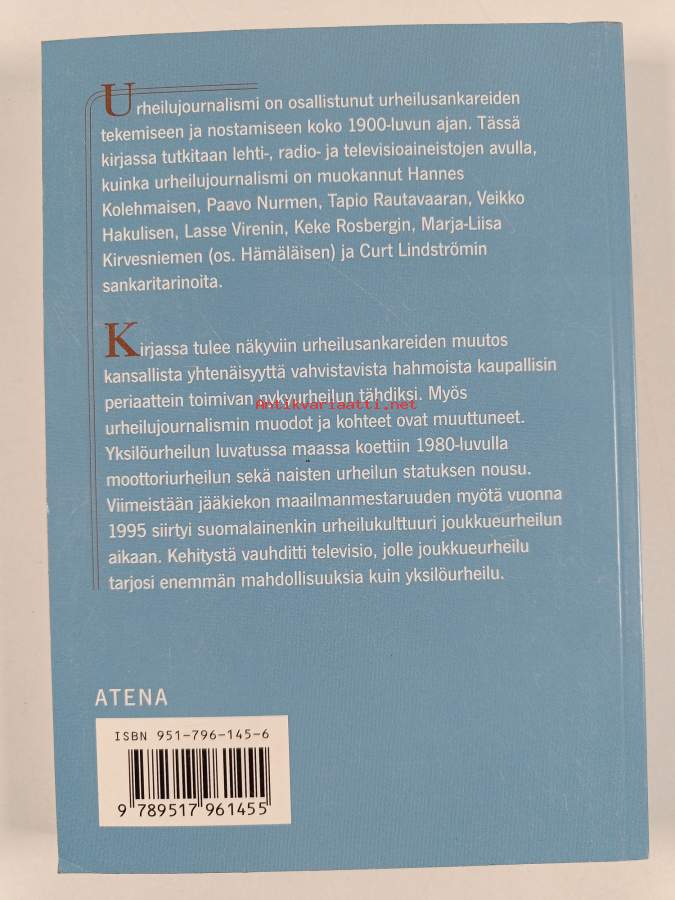 Urheilujournalismi on osallistunut urheilusankareiden
tekemiseen ja nostamiseen koko 1900-luvun ajan. Tässä
kirjassa tutkitaan lehti-, radio- ja televisioaineistojen avulla,
kuinka urheilujournalismi on muokannut Hannes
Kolehmaisen, Paavo Nurmen, Tapio Rautavaaran, Veikko
Hakulisen, Lasse Virenin, Keke Rosbergin, Marja-Liisa
Kirvesniemen (os. Hämäläisen) ja Curt Lindströmin
sankaritarinoita.
Kirjassa tulee näkyviin urheilusankareiden muutos
kansallista yhtenäisyyttä vahvistavista hahmoista kaupallisin
periaattein toimivan nykyurheilun tähdiksi. Myös
Antikvariaatti.net
urheilujournalismin muodot ja kohteet ovat muuttuneet.
Yksilöurheilun luvatussa maassa koettiin 1980-luvulla
moottoriurheilun sekä naisten urheilun statuksen nousu.
Viimeistään jääkiekon maailmanmestaruuden myötä vuonna
1995 siirtyi suomalainenkin urheilukulttuuri joukkueurheilun
aikaan. Kehitystä vauhditti televisio, jolle joukkueurheilu
tarjosi enemmän mahdollisuuksia kuin yksilöurheilu.
ATENA
ISBN 951-796-145-6
9 789517 961455